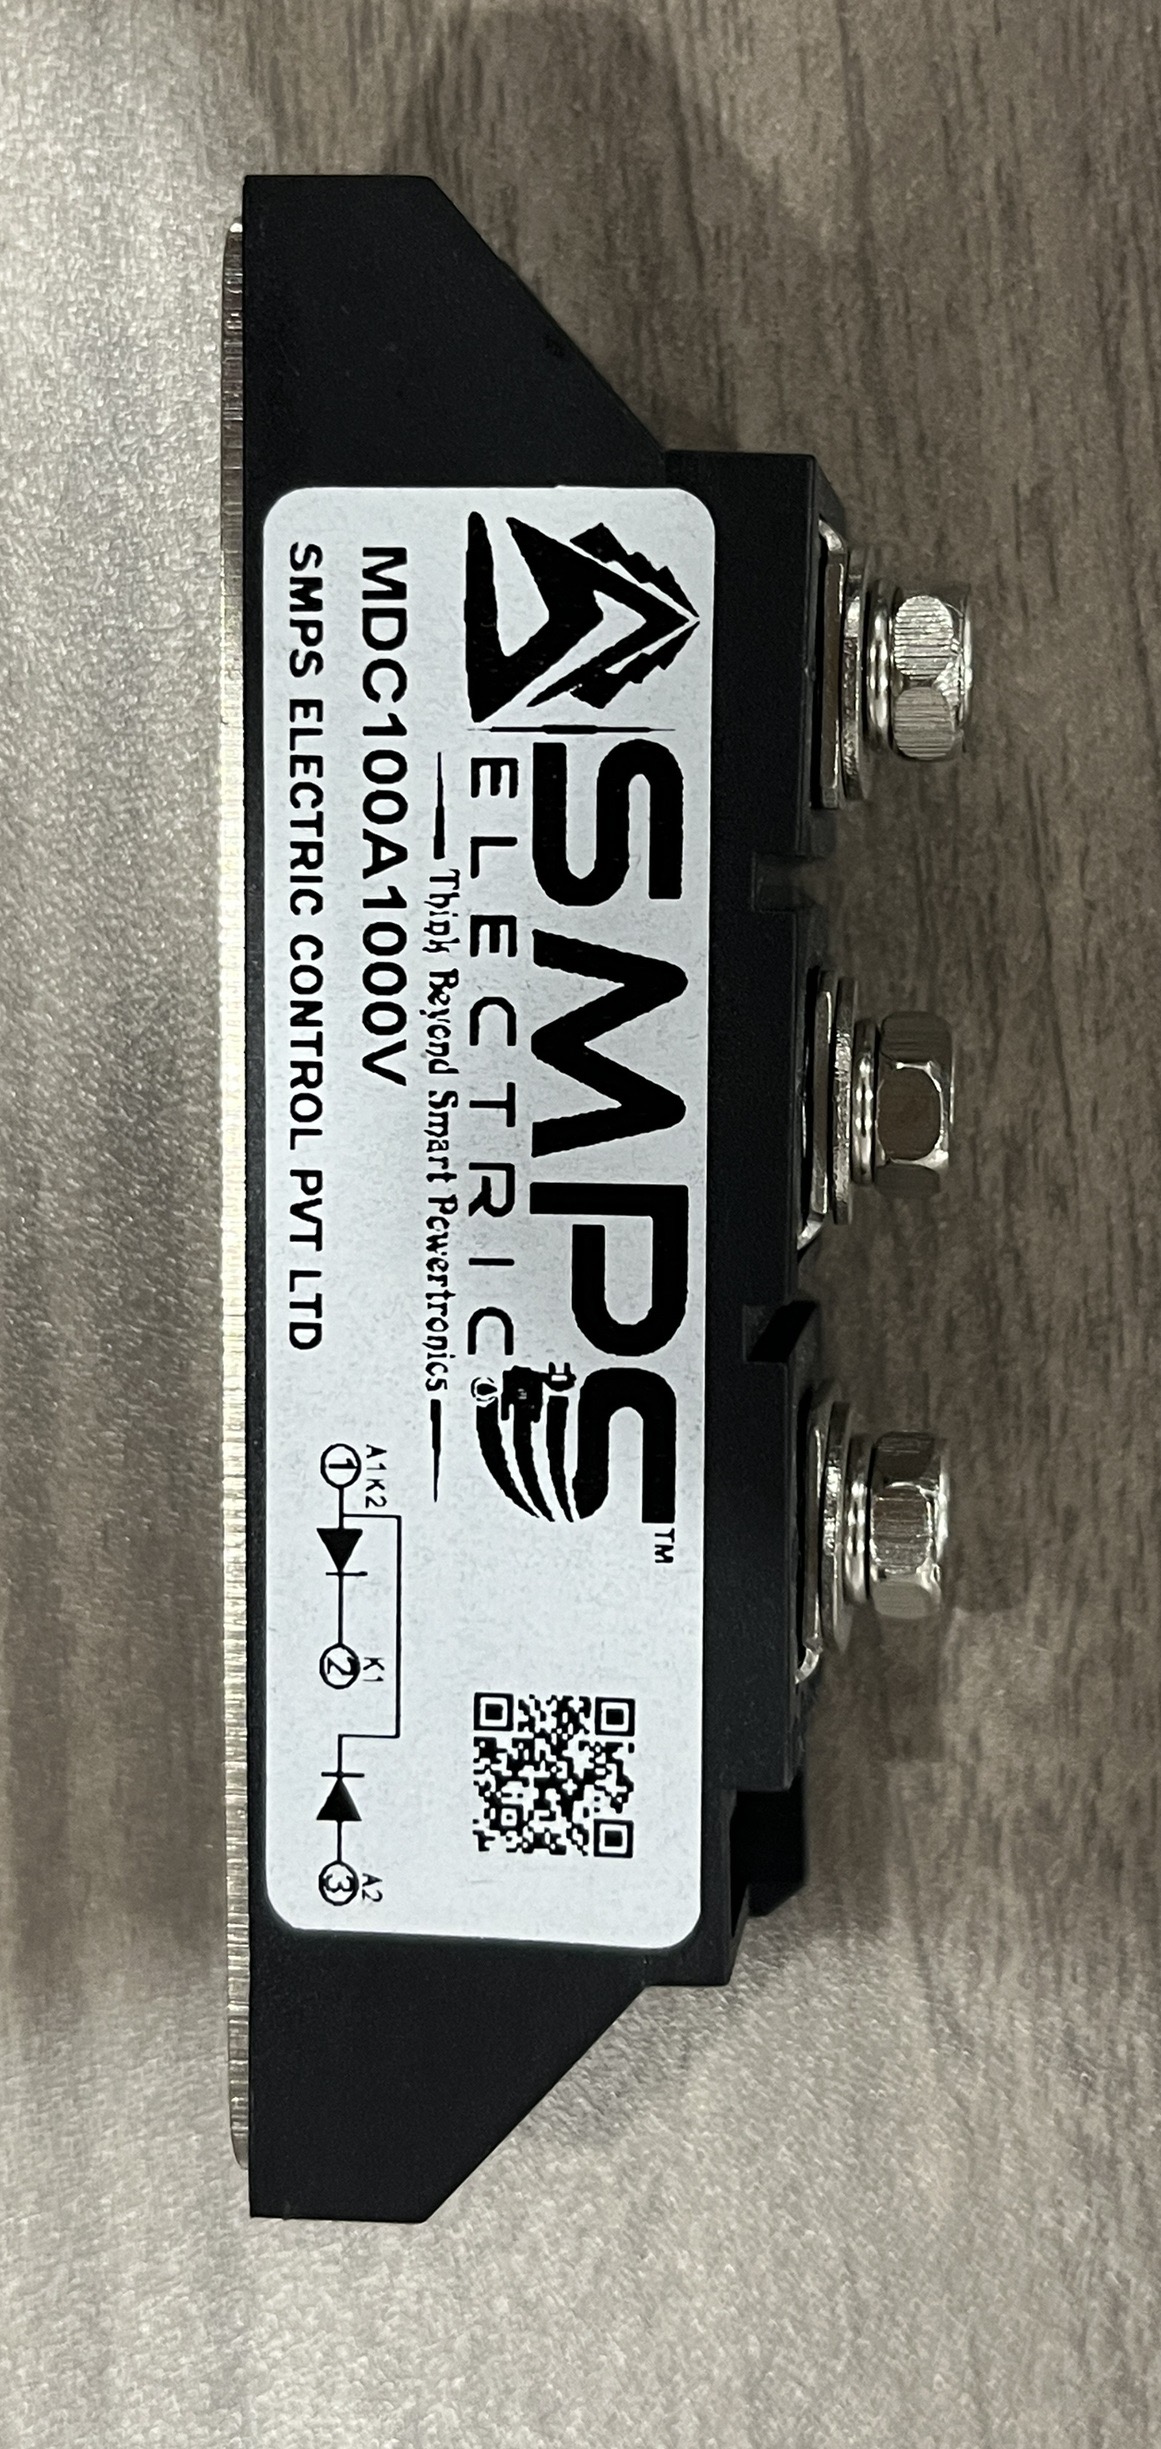 SMPS™
ELECTRIC
Think Beyond Smart Powertronics
MDC100A1000V
SMPS ELECTRIC CONTROL PVT LTD
A1K2 K1 A2
1 2 3